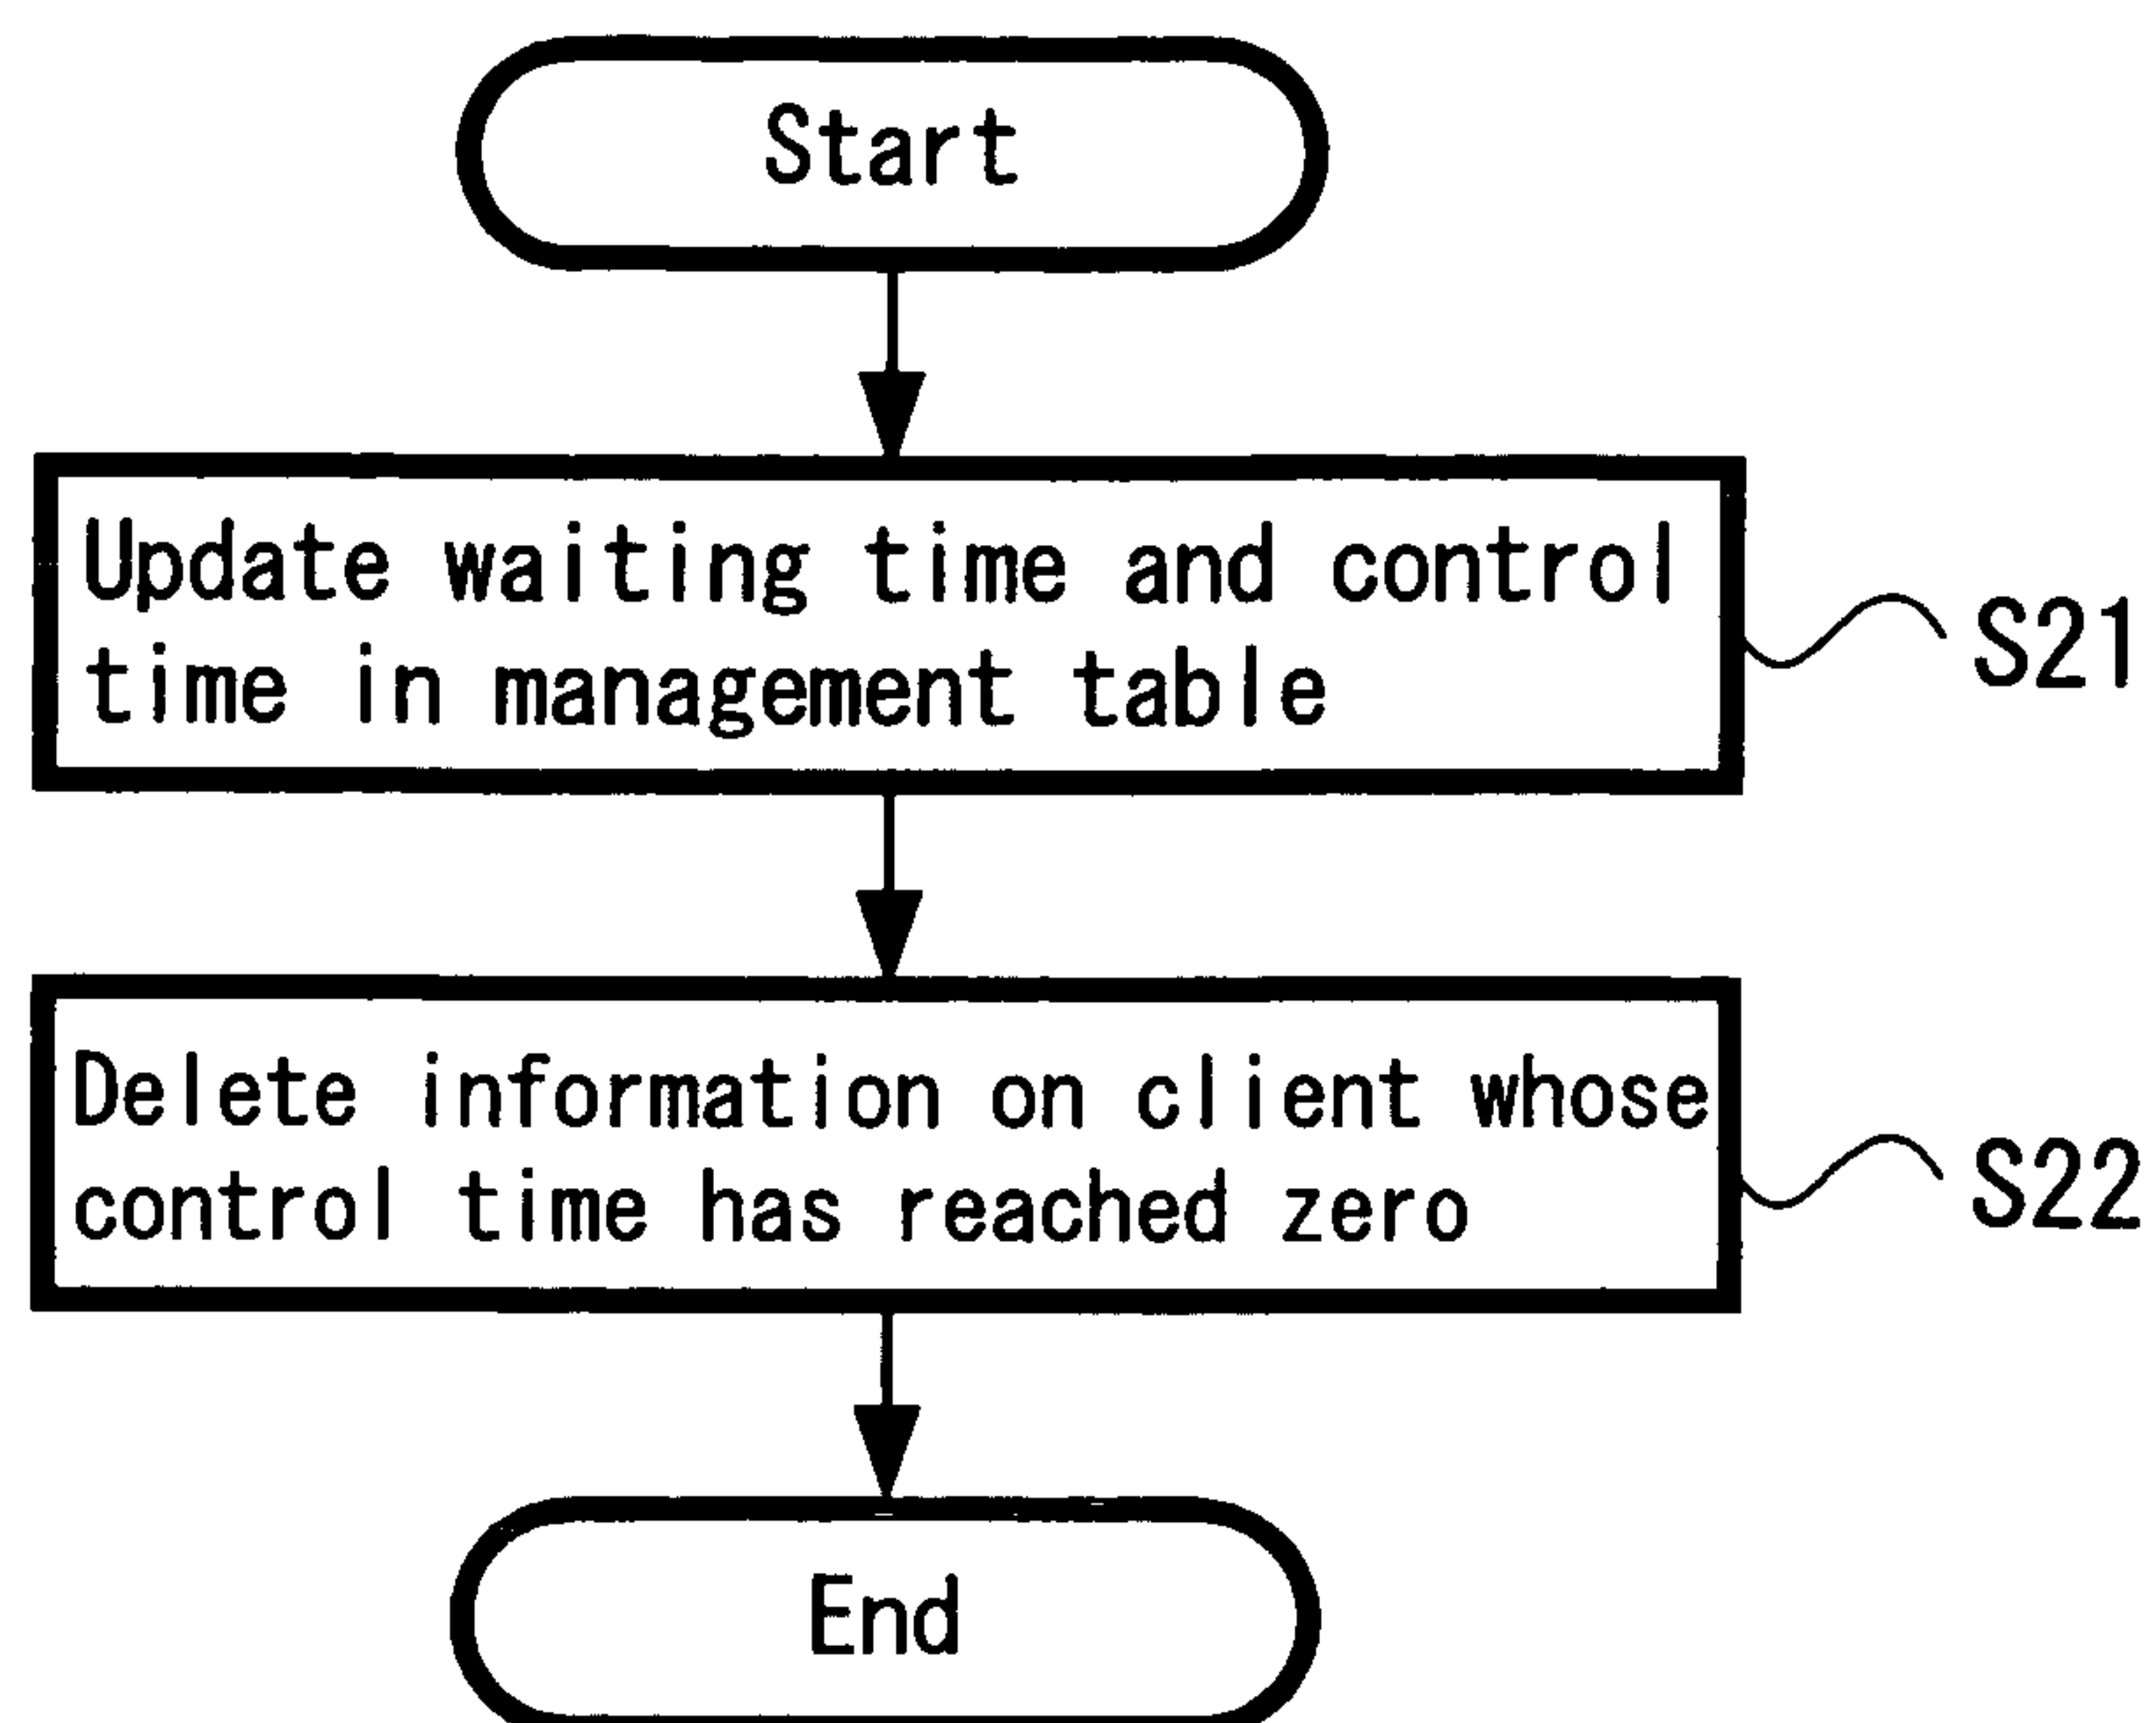 Start
Update waiting time and control
time in management table
S21
Delete information on client whose
control time has reached zero
S22
End